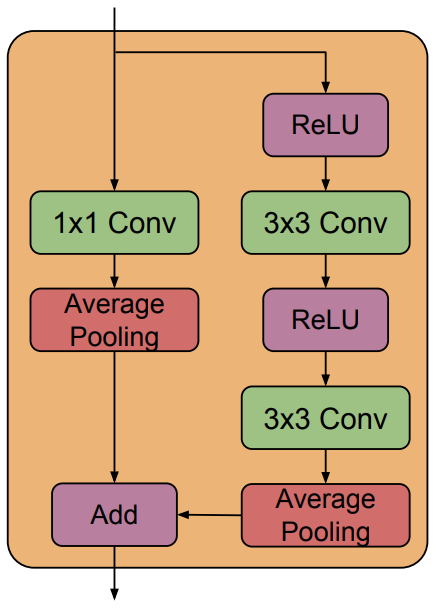 ReLU
1x1 Conv
3x3 Conv
Average
Pooling
ReLU
3x3 Conv
Add
Average
Pooling